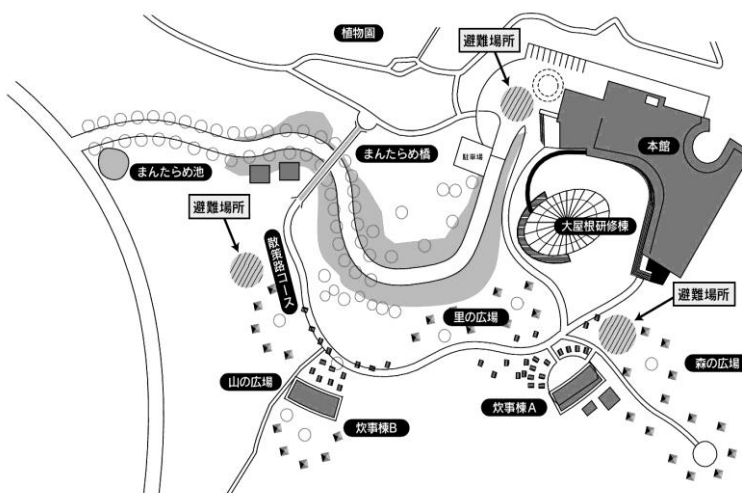 植物園
避難場所
本館
まんたらめ橋
駐車場
まんたらめ池
避難場所
大屋根研修棟
散策路コース
避難場所
里の広場
森の広場
山の広場
炊事棟A
炊事棟B